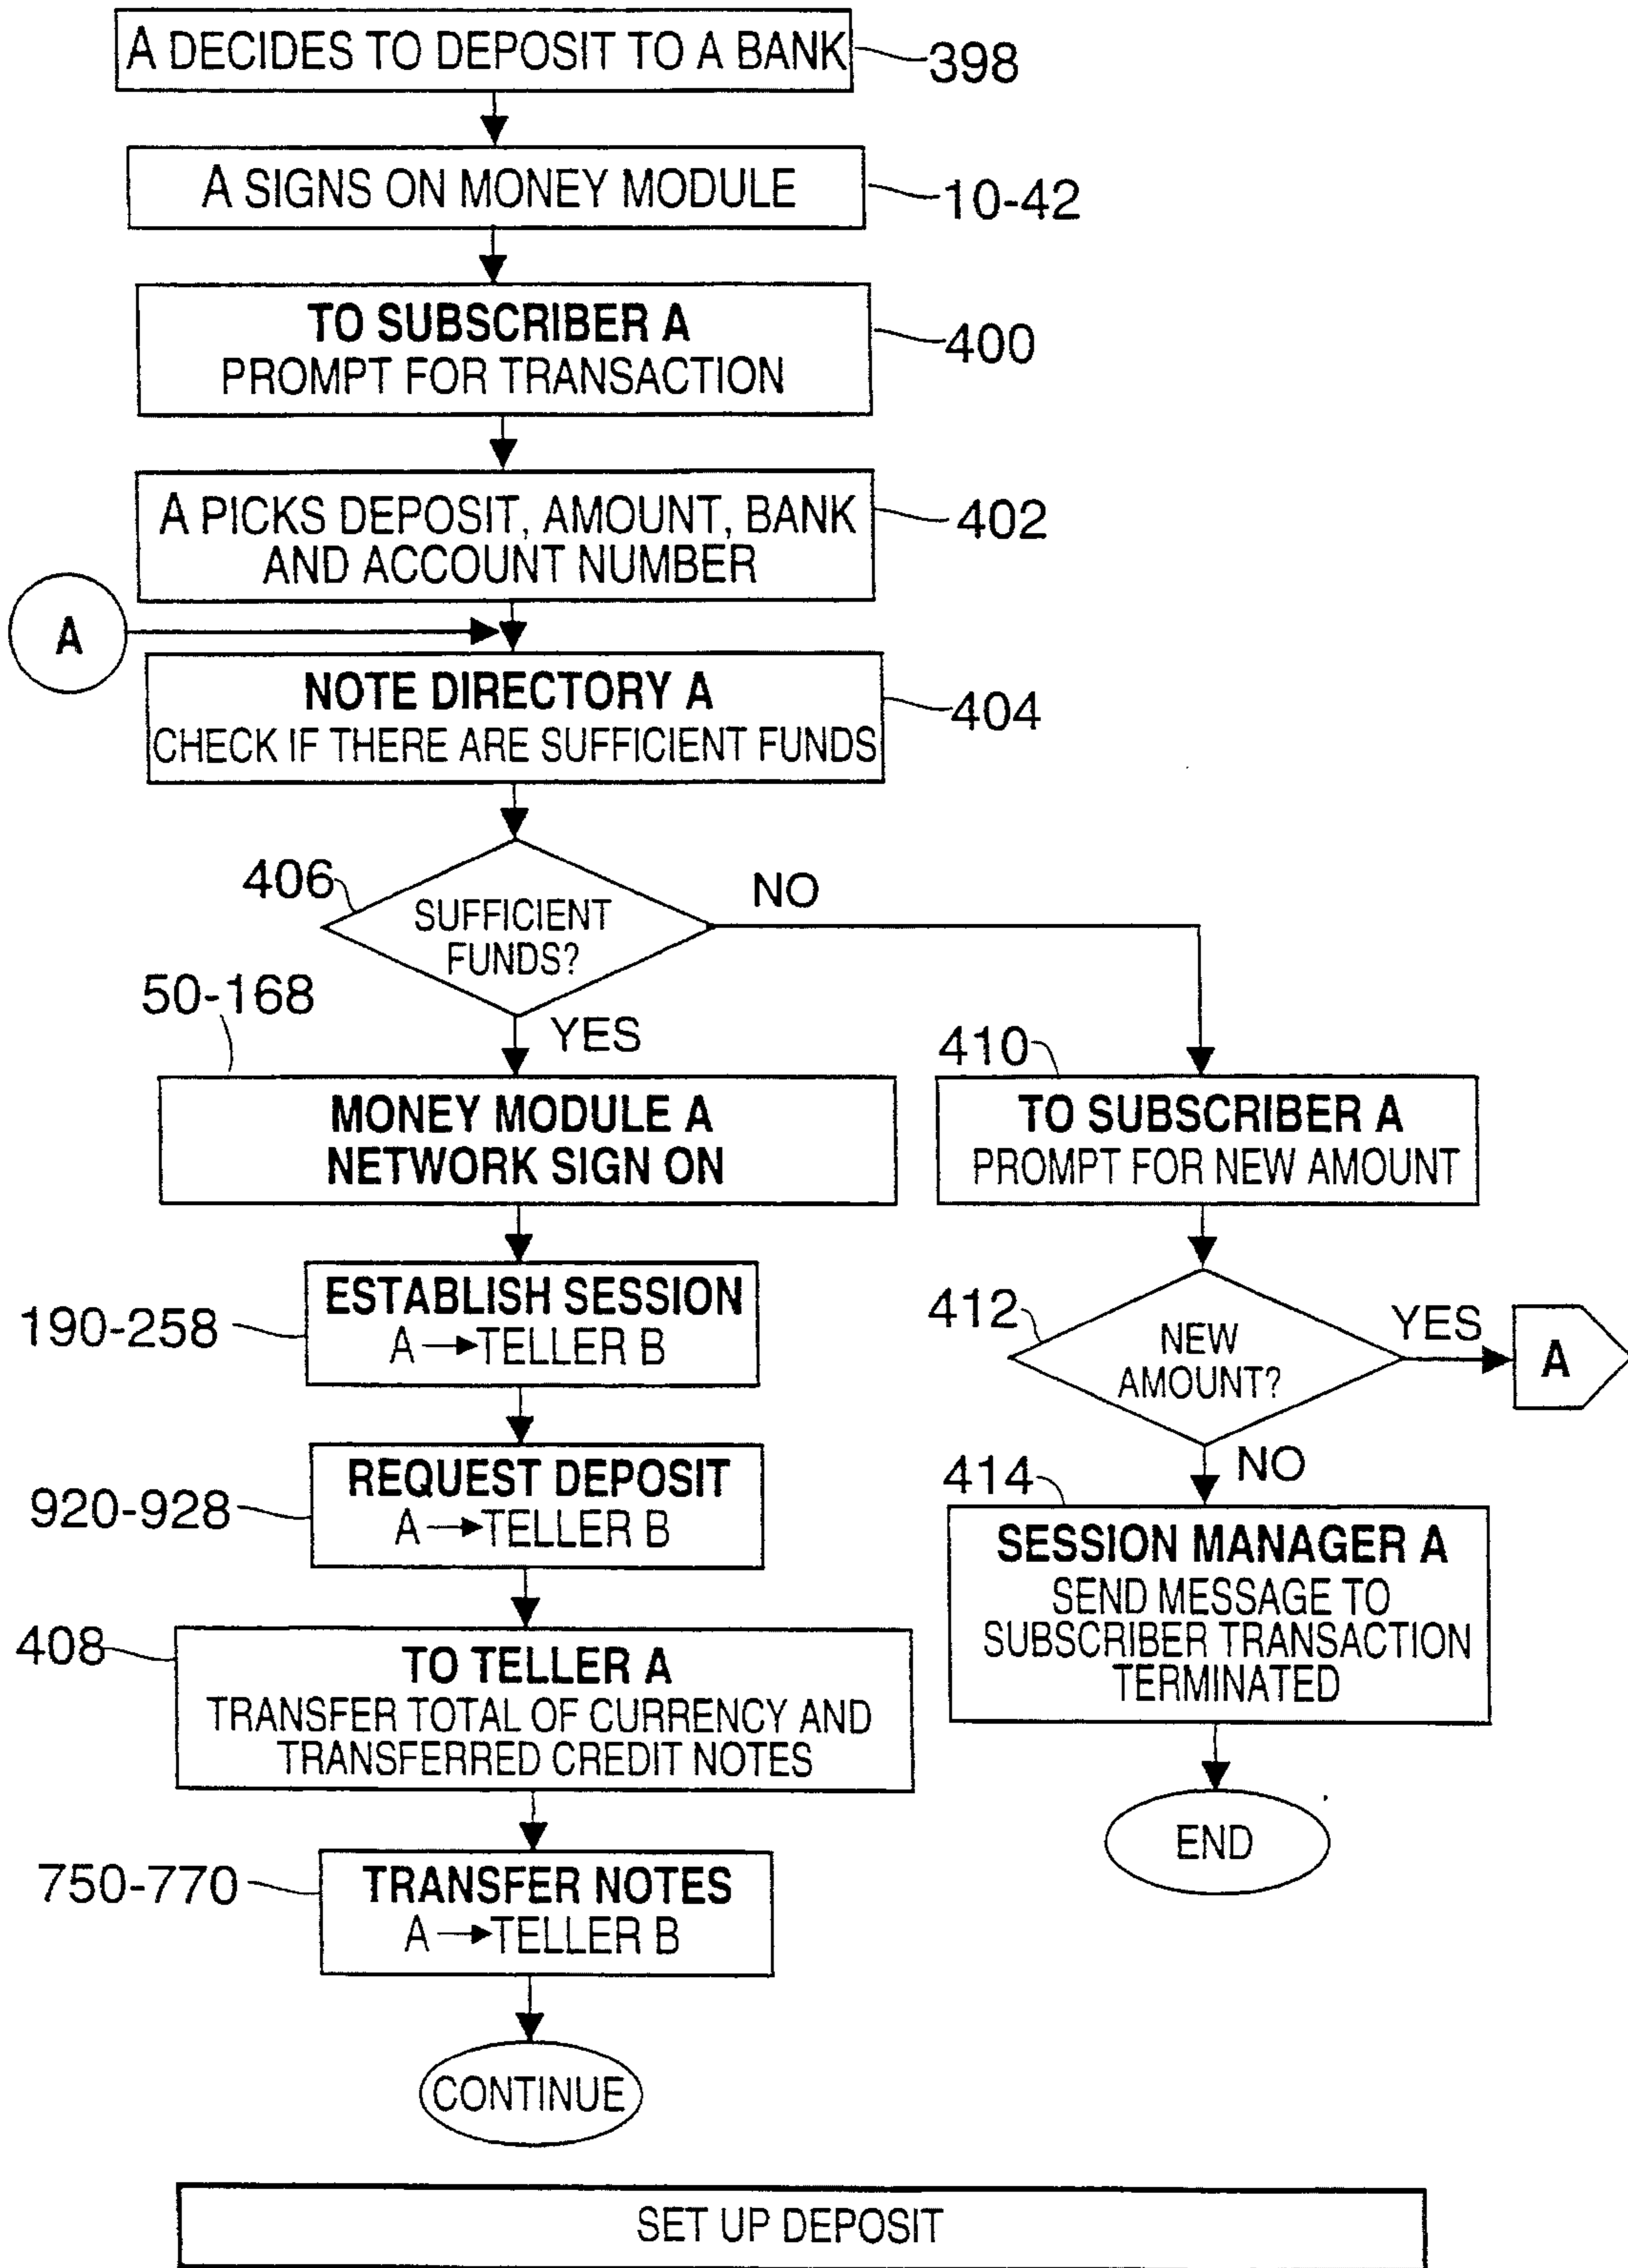 A DECIDES TO DEPOSIT TO A BANK
398
A SIGNS ON MONEY MODULE
10-42
TO SUBSCRIBER A
PROMPT FOR TRANSACTION
400
A PICKS DEPOSIT, AMOUNT, BANK
AND ACCOUNT NUMBER
402
A
NOTE DIRECTORY A
CHECK IF THERE ARE SUFFICIENT FUNDS
404
406
SUFFICIENT
FUNDS?
NO
YES
50-168
MONEY MODULE A
NETWORK SIGN ON
410
TO SUBSCRIBER A
PROMPT FOR NEW AMOUNT
190-258
ESTABLISH SESSION
A → TELLER B
412
NEW
AMOUNT?
YES
A
NO
920-928
REQUEST DEPOSIT
A → TELLER B
414
SESSION MANAGER A
SEND MESSAGE TO
SUBSCRIBER TRANSACTION
TERMINATED
408
TO TELLER A
TRANSFER TOTAL OF CURRENCY AND
TRANSFERRED CREDIT NOTES
END
750-770
TRANSFER NOTES
A → TELLER B
CONTINUE
SET UP DEPOSIT